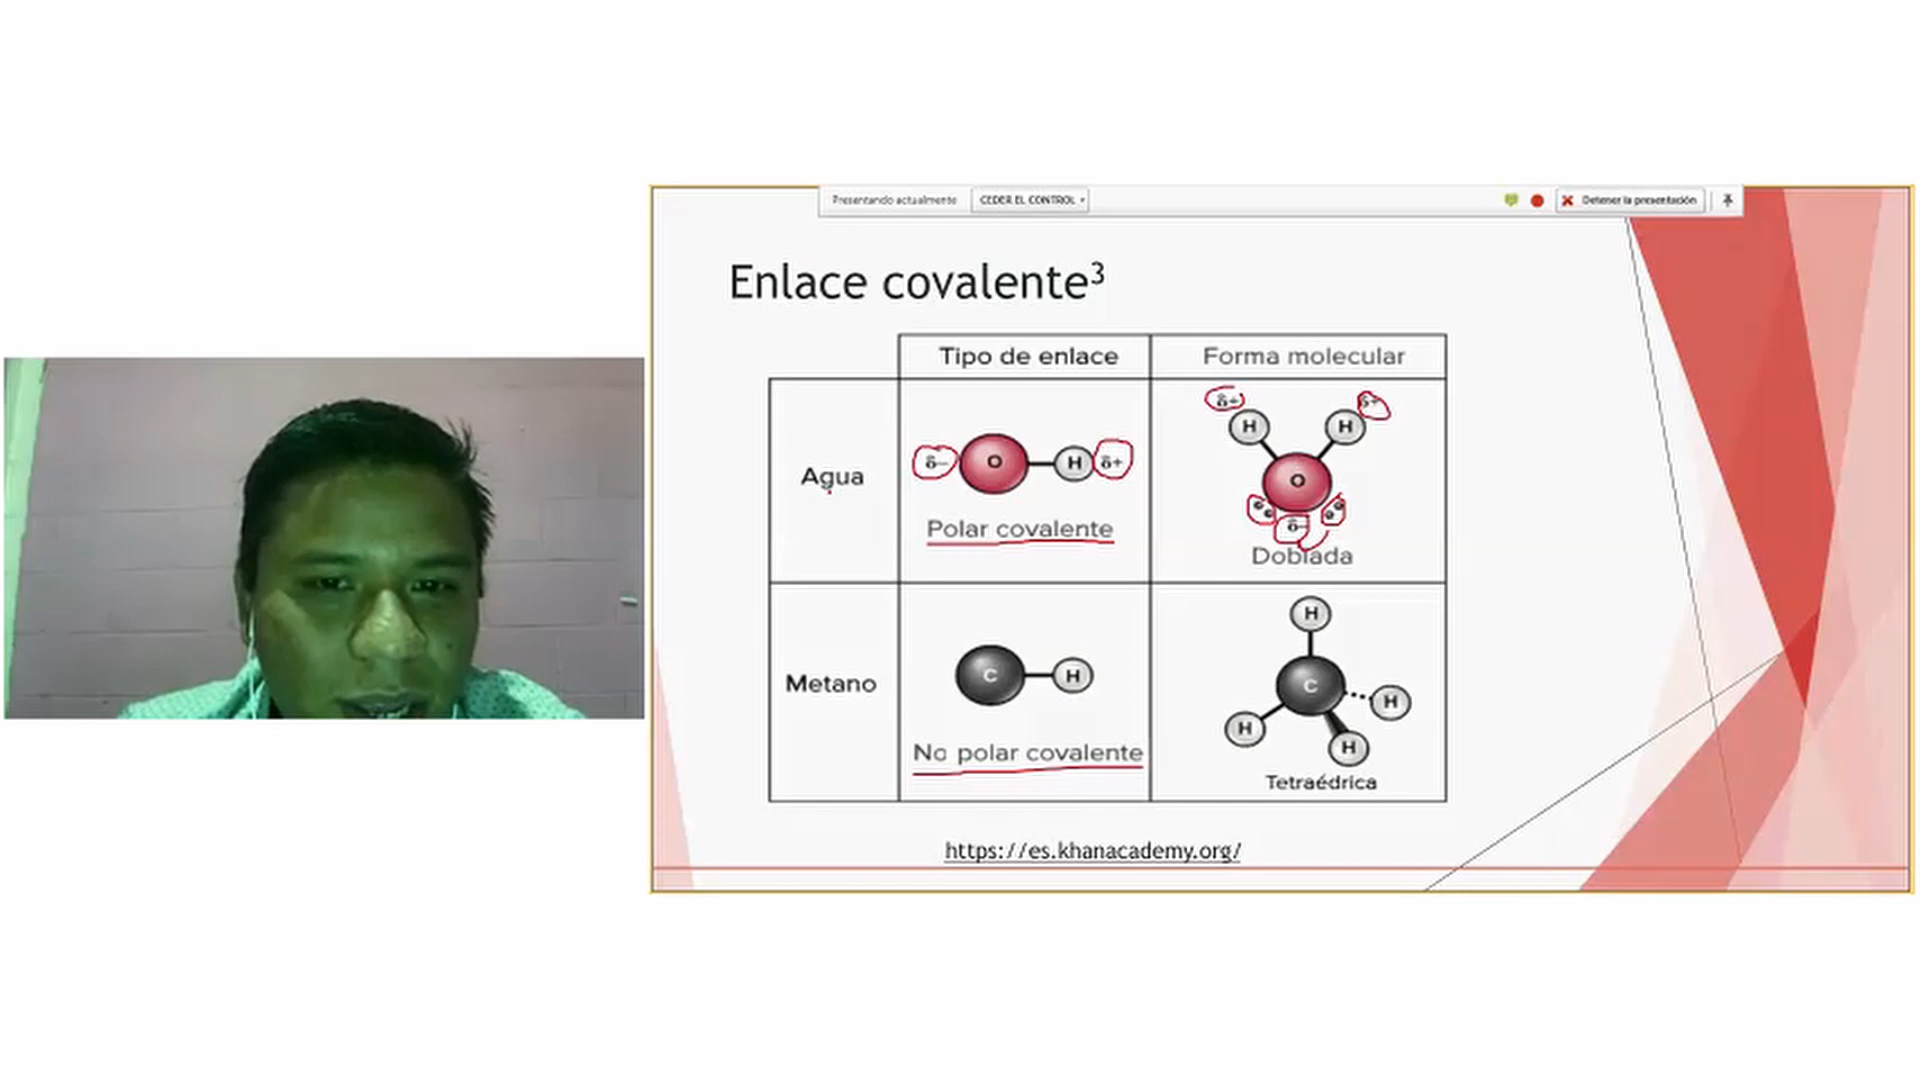 Presentando actualmente CEDER EL CONTROL Detener la presentación
Enlace covalente³
Tipo de enlace Forma molecular
δ+ δ+
H H
Agua δ− O H δ+ O
δ−
Polar covalente Doblada
H
Metano C H C H
H H
No polar covalente Tetraédrica
https://es.khanacademy.org/